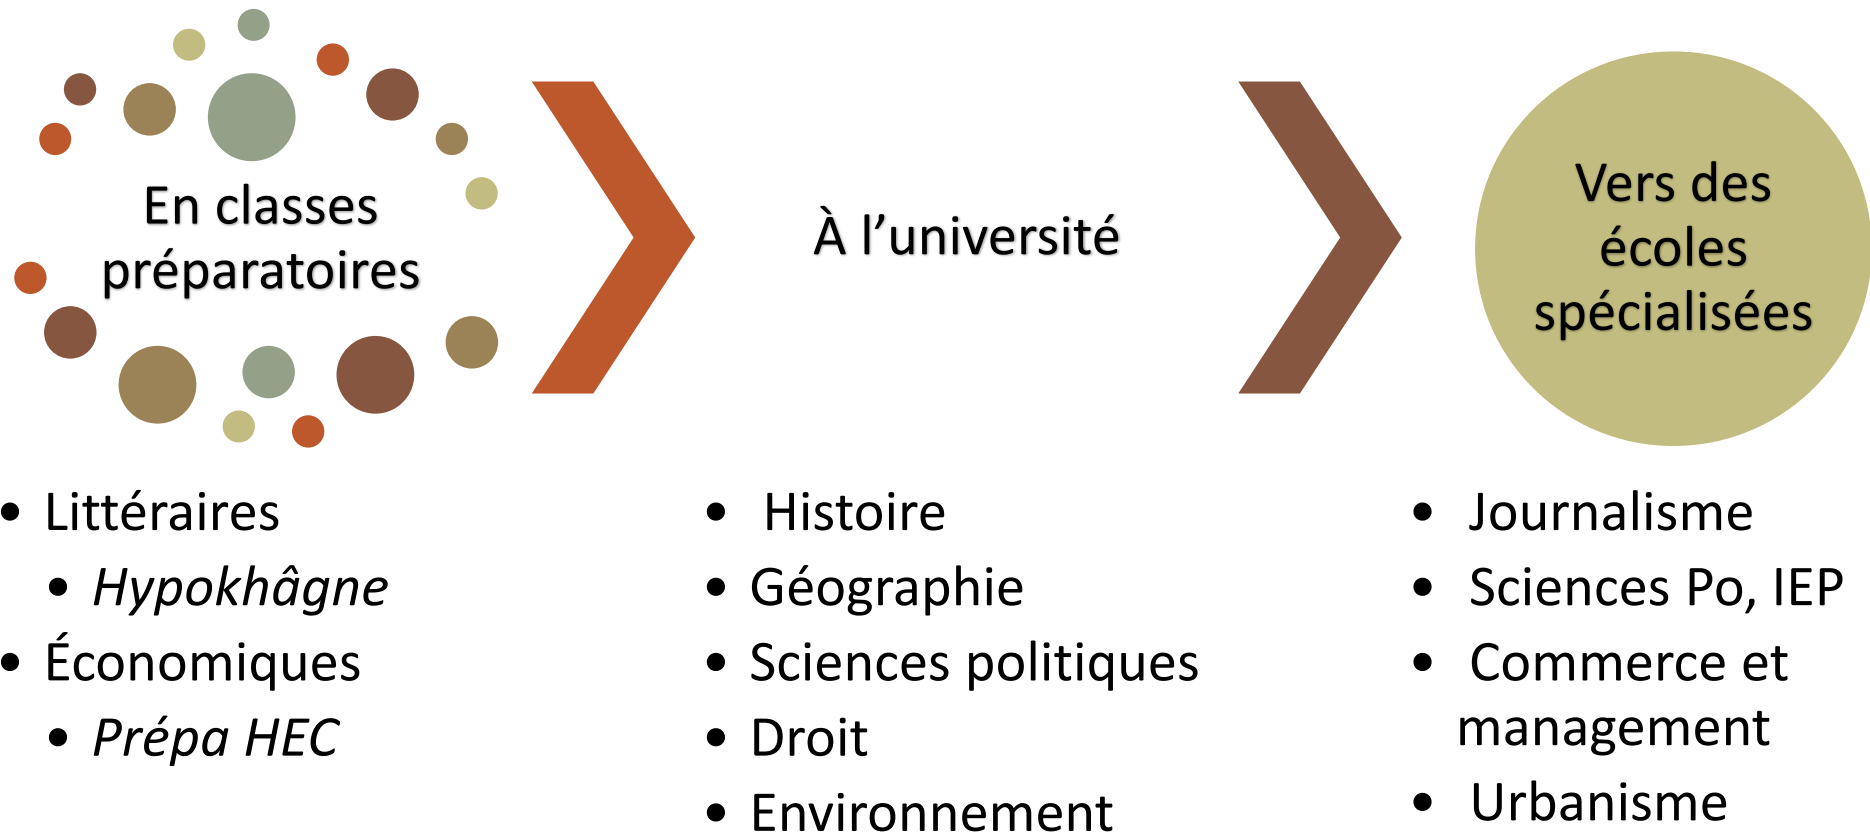 En classes
préparatoires
À l’université
Vers des
écoles
spécialisées
• Littéraires
• Hypokhâgne
• Économiques
• Prépa HEC
• Histoire
• Géographie
• Sciences politiques
• Droit
• Environnement
• Journalisme
• Sciences Po, IEP
• Commerce et
management
• Urbanisme